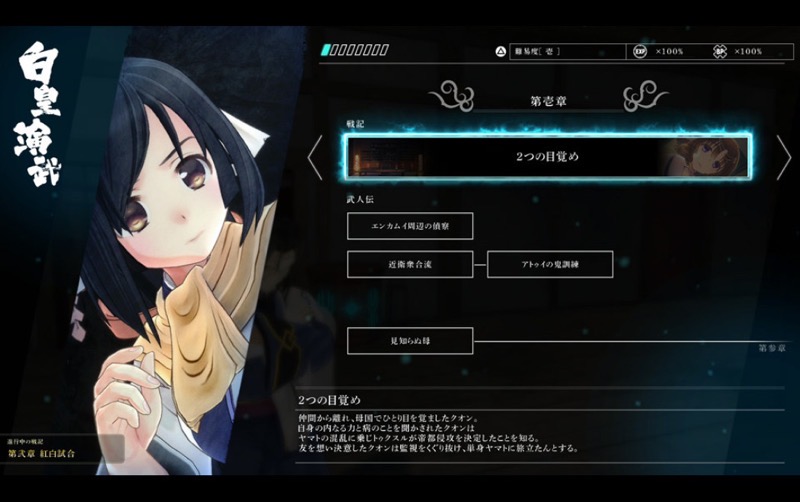 白皇演武
難易度[ 壱 ]
EXP ×100%
BP ×100%
第壱章
戦記
2つの目覚め
武人伝
エンカムイ周辺の偵察
近衛衆合流
アトゥイの鬼訓練
見知らぬ母
第参章
2つの目覚め
仲間から離れ、母国でひとり目を覚ましたクオン。
自身の内なる力と病のことを聞かされたクオンは
ヤマトの混乱に乗じトゥスクルが帝都侵攻を決定したことを知る。
友を想い決意したクオンは監視をくぐり抜け、単身ヤマトに旅立たんとする。
進行中の戦記
第弐章 紅白試合